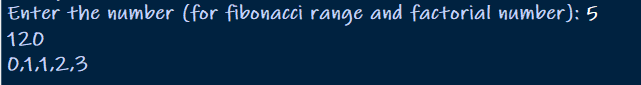 Enter the number (for fibonacci range and factorial number): 5
120
0,1,1,2,3